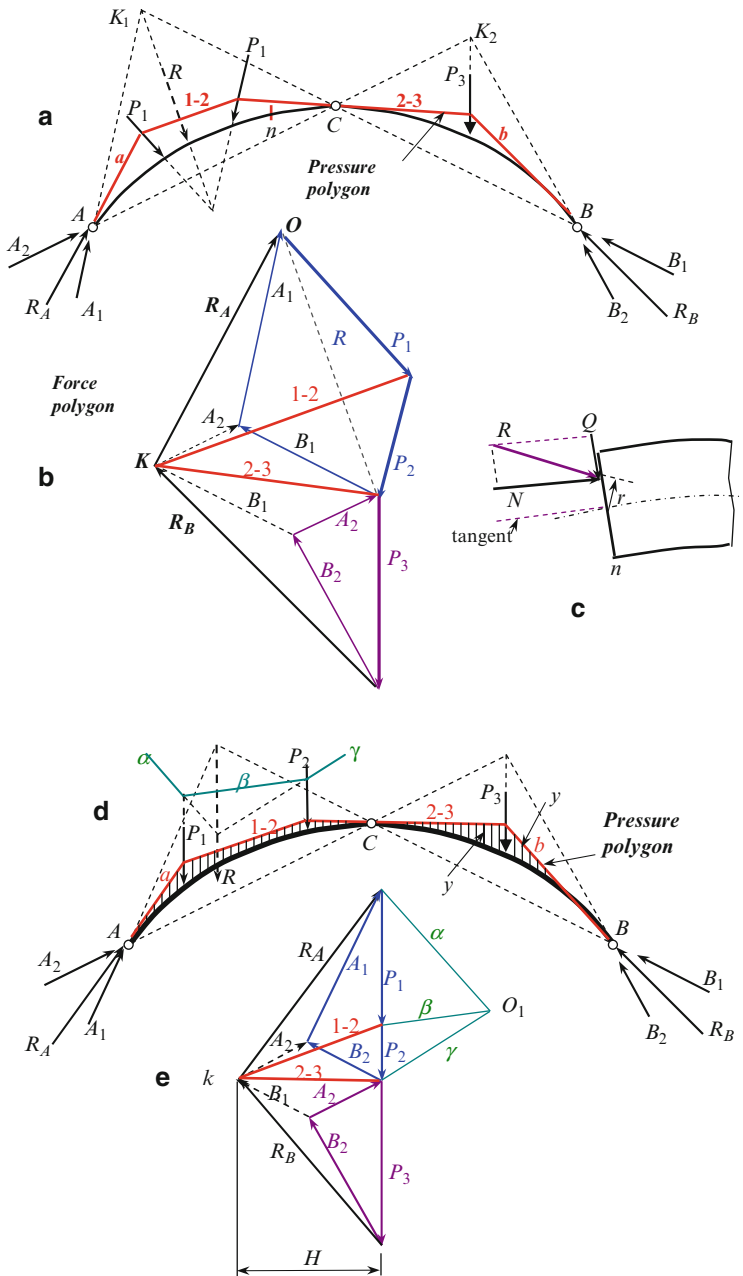 K1
K2
P1
R
P3
P1
1-2
2-3
a
n
C
a
b
Pressure
polygon
A
B
A2
O
B1
A1
RA
A1
B2
RB
RA
R
P1
Force
polygon
1-2
Q
A2
R
B1
K
P2
b
2-3
N
r
B1
RB
A2
tangent
P3
n
B2
c
α
P2
γ
β
d
P3
y
P1
1-2
2-3
b
Pressure
polygon
C
a
R
y
A
B
A2
RA
α
A1
B1
P1
O1
RA
A1
B2
RB
1-2
β
A2
B2
P2
γ
e
k
2-3
B1
A2
B2
RB
P3
H